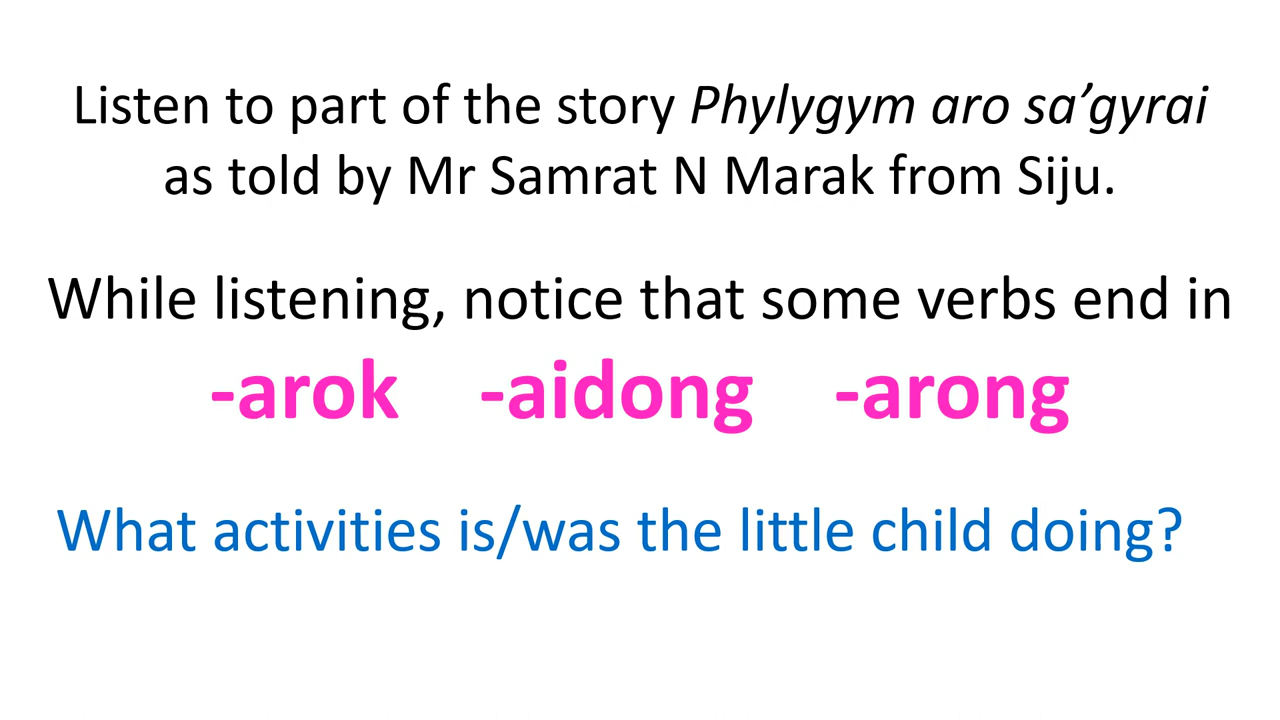 Listen to part of the story Phylygym aro sa’gyrai
as told by Mr Samrat N Marak from Siju.
While listening, notice that some verbs end in
-arok -aidong -arong
What activities is/was the little child doing?